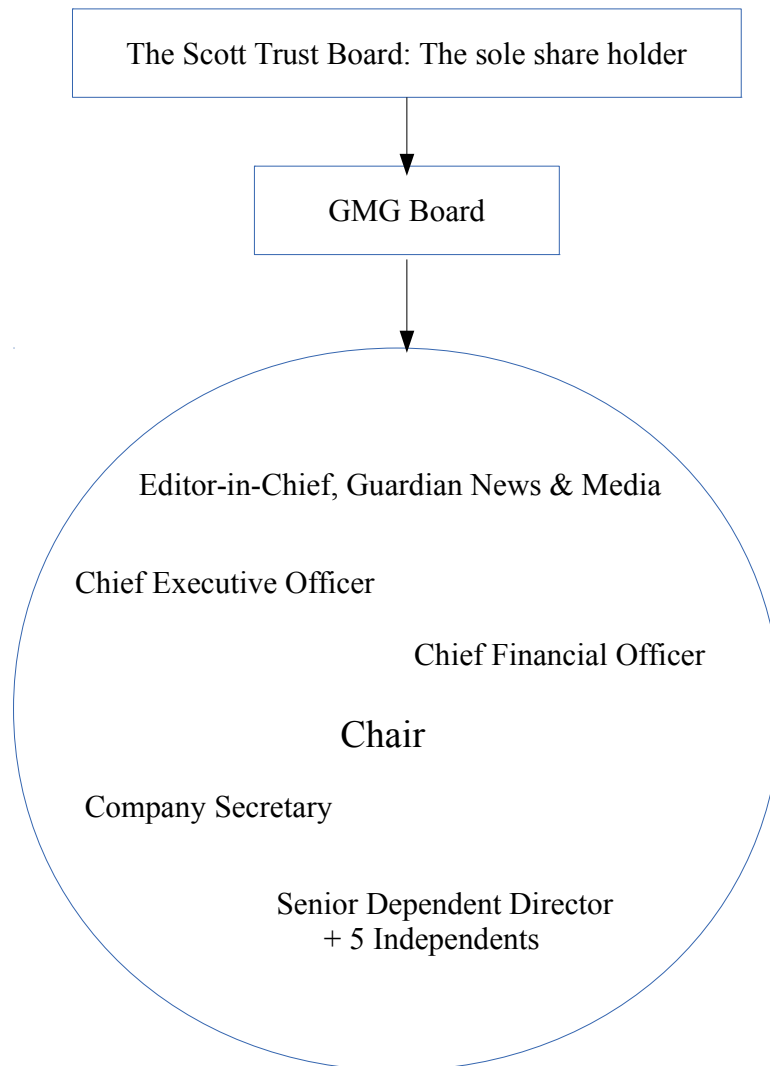 The Scott Trust Board: The sole share holder
GMG Board
Editor-in-Chief, Guardian News & Media
Chief Executive Officer
Chief Financial Officer
Chair
Company Secretary
Senior Dependent Director
+ 5 Independents